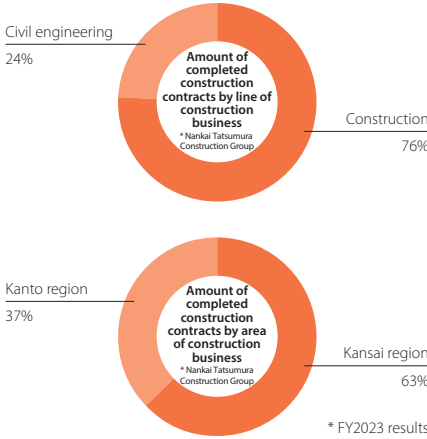 Civil engineering
24%
Amount of
completed
construction
contracts by line of
construction
business
* Nankai Tatsumura
Construction Group
Construction
76%
Kanto region
37%
Amount of
completed
construction
contracts by area
of construction
business
* Nankai Tatsumura
Construction Group
Kansai region
63%
* FY2023 results